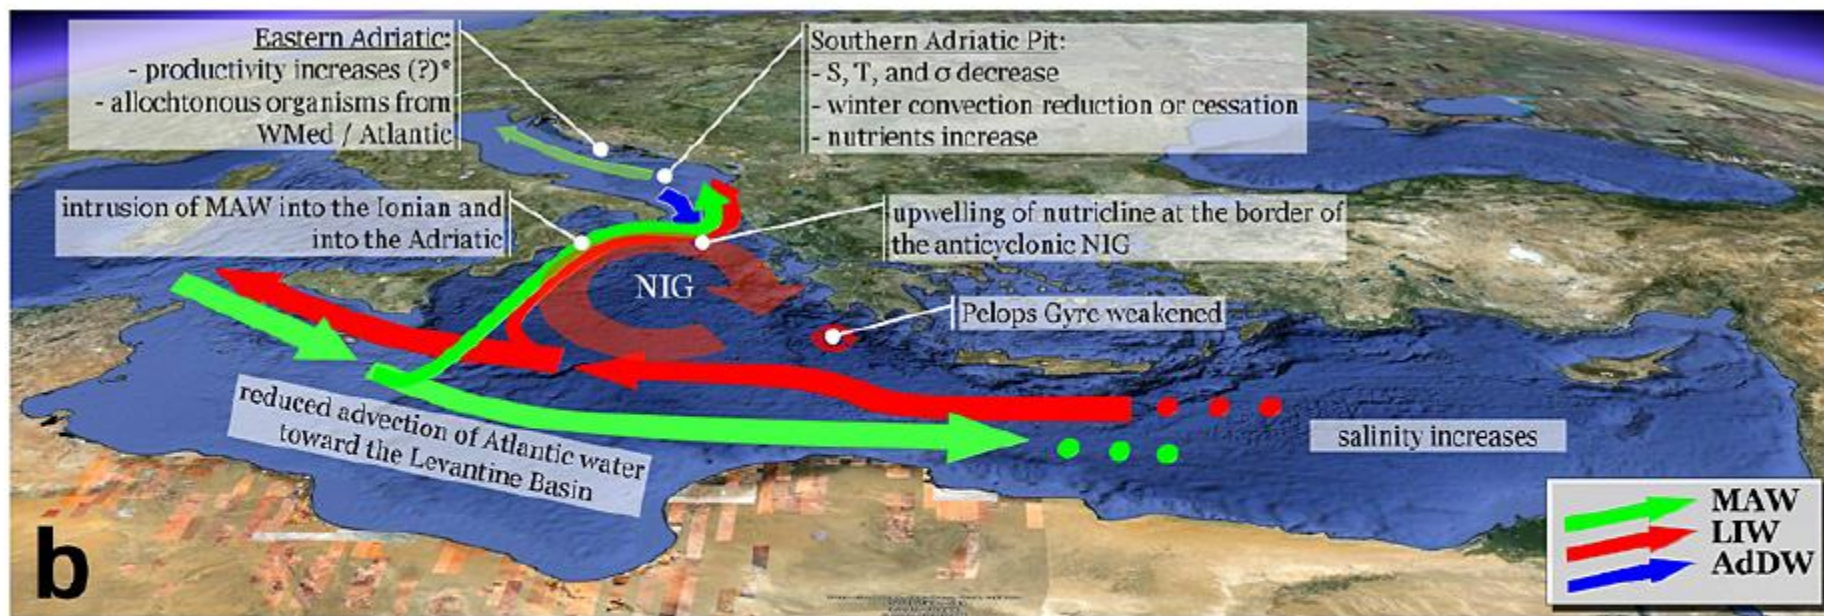 Eastern Adriatic:
- productivity increases (?)*
- allochtonous organisms from
WMed / Atlantic
Southern Adriatic Pit:
- S, T, and σ decrease
- winter convection reduction or cessation
- nutrients increase
intrusion of MAW into the Ionian and
into the Adriatic
upwelling of nutricline at the border of
the anticyclonic NIG
NIG
Pelops Gyre weakened
reduced advection of Atlantic water
toward the Levantine Basin
salinity increases
MAW
LIW
AdDW
b